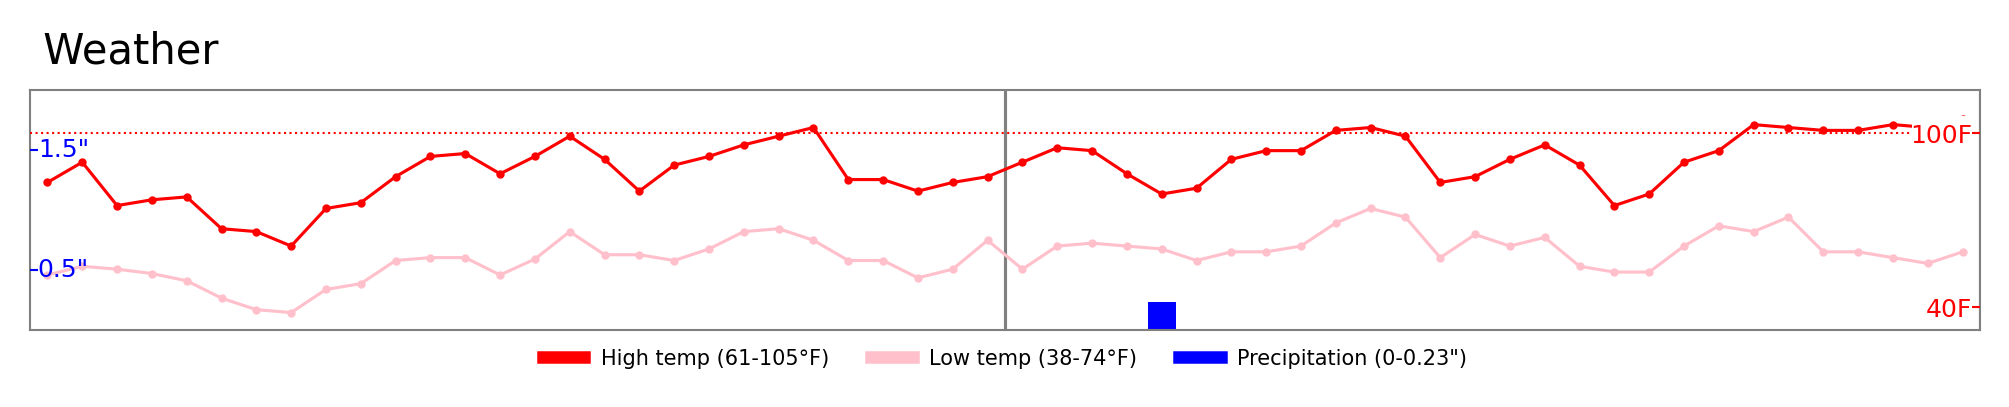 Weather
1.5"
100F
0.5"
40F
High temp (61-105°F) Low temp (38-74°F) Precipitation (0-0.23")